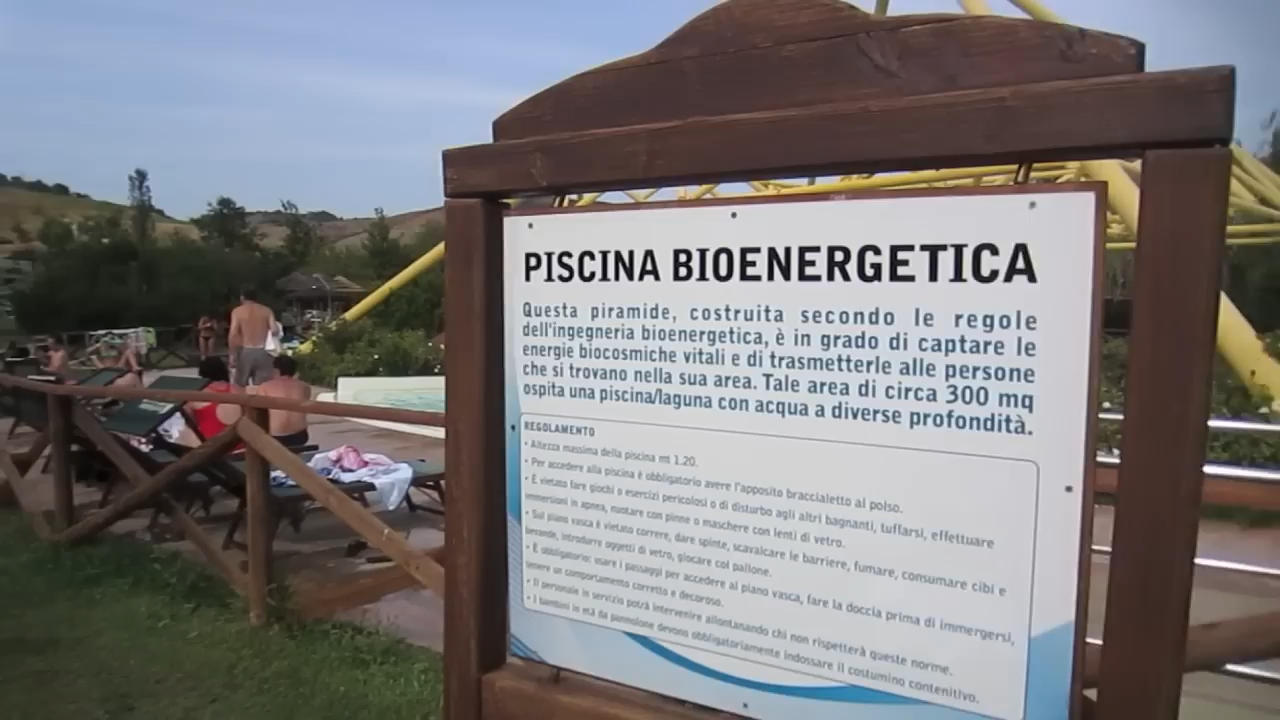 PISCINA BIOENERGETICA
Questa piramide, costruita secondo le regole
dell'ingegneria bioenergetica, è in grado di captare le
energie biocosmiche vitali e di trasmetterle alle persone
che si trovano nella sua area. Tale area di circa 300 mq
ospita una piscina/laguna con acqua a diverse profondità.
REGOLAMENTO
• Altezza massima della piscina mt 1.20.
• Per accedere alla piscina è obbligatorio avere l'apposito braccialetto al polso.
• È vietato fare giochi o esercizi pericolosi o di disturbo agli altri bagnanti, tuffarsi, effettuare
immersioni in apnea, nuotare con pinne o maschere con lenti di vetro.
• Sul piano vasca è vietato correre, dare spinte, scavalcare le barriere, fumare, consumare cibi e
bevande, introdurre oggetti di vetro, giocare col pallone.
• È obbligatorio: usare i passaggi per accedere al piano vasca, fare la doccia prima di immergersi,
tenere un comportamento corretto e decoroso.
• Il personale in servizio potrà intervenire allontanando chi non rispetterà queste norme.
• I bambini in età da pannolone devono obbligatoriamente indossare il costumino contenitivo.